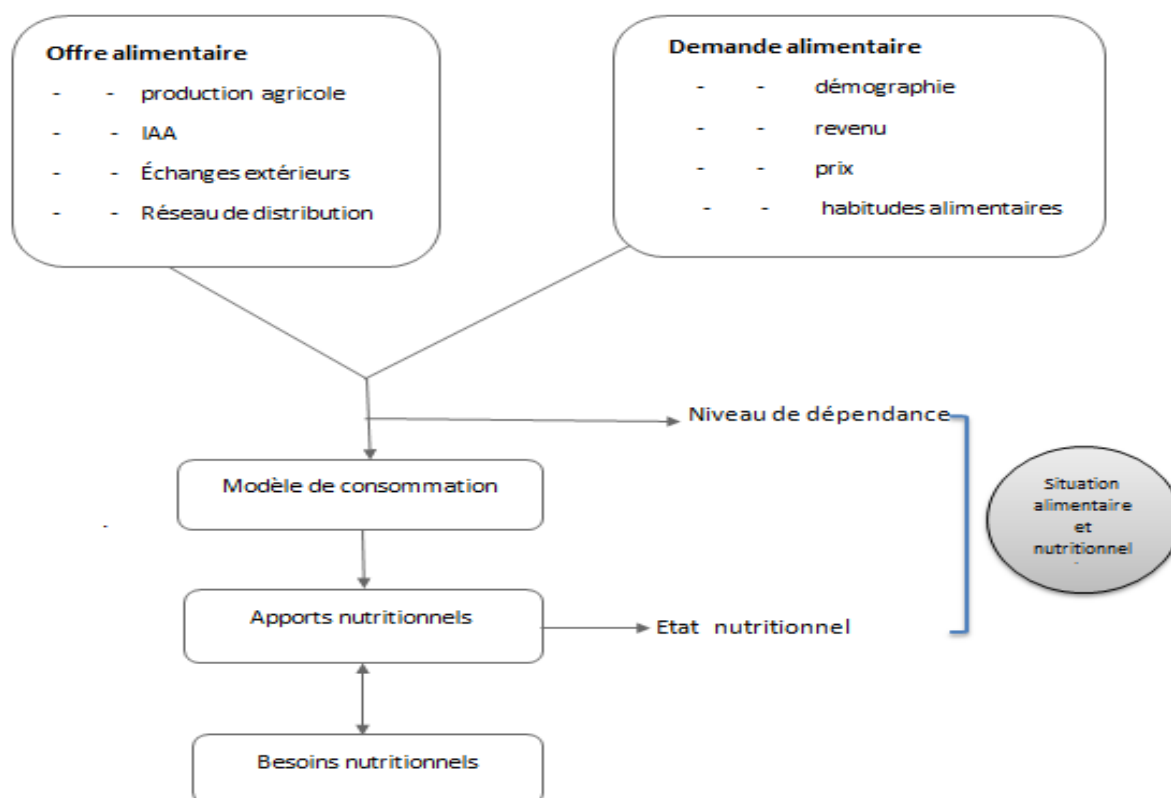 Offre alimentaire
- - production agricole
- - IAA
- - Échanges extérieurs
- - Réseau de distribution
Demande alimentaire
- - démographie
- - revenu
- - prix
- - habitudes alimentaires
Niveau de dépendance
Modèle de consommation
Situation
alimentaire
et
nutritionnel
-
Apports nutritionnels
Etat nutritionnel
Besoins nutritionnels